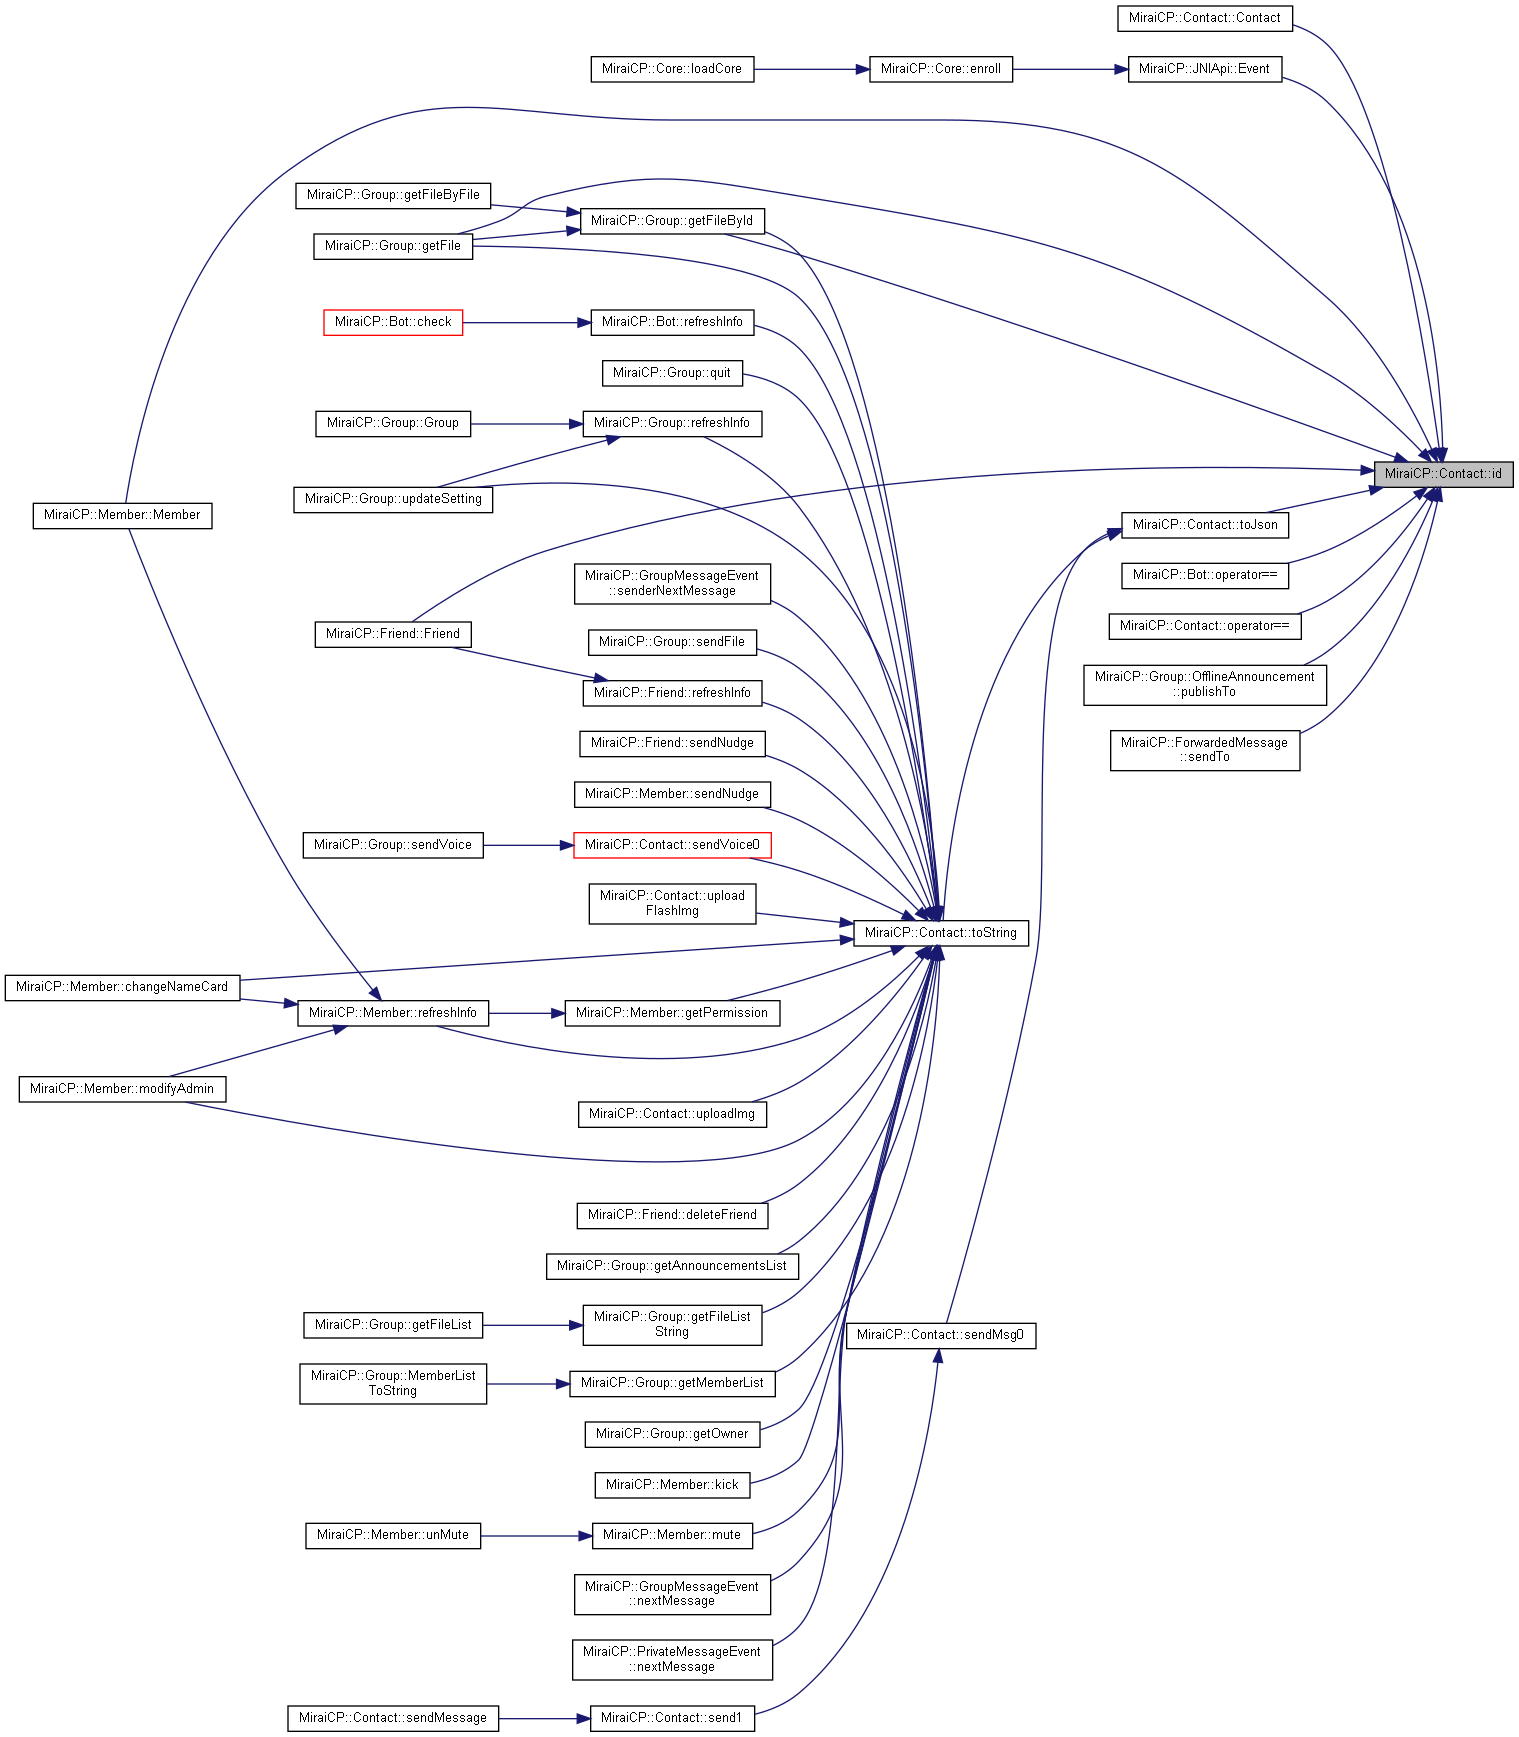 MiraiCP::Contact::Contact
MiraiCP::Core::loadCore
MiraiCP::Core::enroll
MiraiCP::JNIApi::Event
MiraiCP::Group::getFileByFile
MiraiCP::Group::getFileById
MiraiCP::Group::getFile
MiraiCP::Bot::check
MiraiCP::Bot::refreshInfo
MiraiCP::Group::quit
MiraiCP::Group::Group
MiraiCP::Group::refreshInfo
MiraiCP::Contact::id
MiraiCP::Group::updateSetting
MiraiCP::Member::Member
MiraiCP::Contact::toJson
MiraiCP::GroupMessageEvent
::senderNextMessage
MiraiCP::Bot::operator==
MiraiCP::Contact::operator==
MiraiCP::Friend::Friend
MiraiCP::Group::sendFile
MiraiCP::Group::OfflineAnnouncement
::publishTo
MiraiCP::Friend::refreshInfo
MiraiCP::Friend::sendNudge
MiraiCP::ForwardedMessage
::sendTo
MiraiCP::Member::sendNudge
MiraiCP::Group::sendVoice
MiraiCP::Contact::sendVoice0
MiraiCP::Contact::upload
FlashImg
MiraiCP::Contact::toString
MiraiCP::Member::changeNameCard
MiraiCP::Member::refreshInfo
MiraiCP::Member::getPermission
MiraiCP::Member::modifyAdmin
MiraiCP::Contact::uploadImg
MiraiCP::Friend::deleteFriend
MiraiCP::Group::getAnnouncementsList
MiraiCP::Group::getFileList
MiraiCP::Group::getFileList
String
MiraiCP::Contact::sendMsg0
MiraiCP::Group::MemberList
ToString
MiraiCP::Group::getMemberList
MiraiCP::Group::getOwner
MiraiCP::Member::kick
MiraiCP::Member::unMute
MiraiCP::Member::mute
MiraiCP::GroupMessageEvent
::nextMessage
MiraiCP::PrivateMessageEvent
::nextMessage
MiraiCP::Contact::sendMessage
MiraiCP::Contact::send1